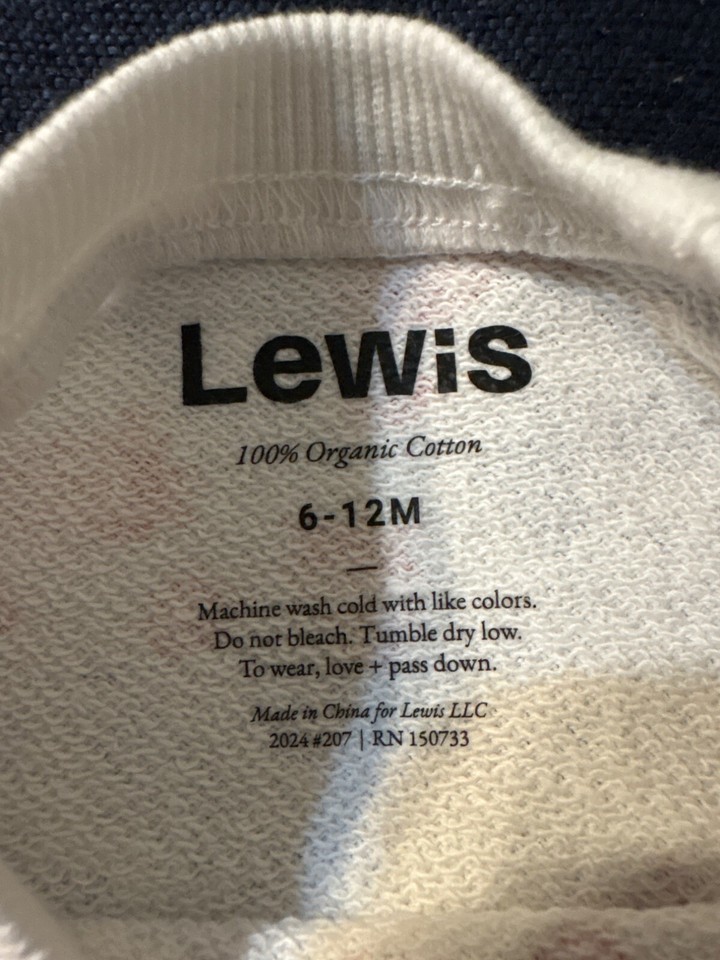 Lewis
100% Organic Cotton
6-12M
—
Machine wash cold with like colors.
Do not bleach. Tumble dry low.
To wear, love + pass down.
Made in China for Lewis LLC
2024 #207 | RN 150733